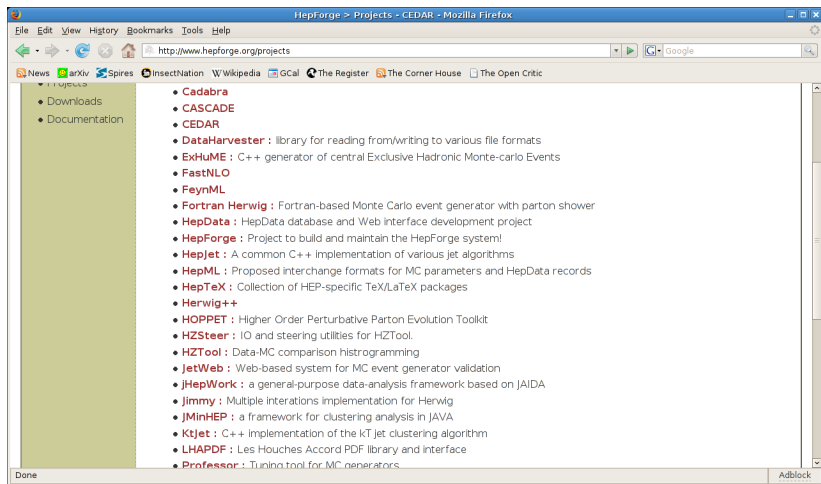 HepForge > Projects - CEDAR - Mozilla Firefox
File Edit View History Bookmarks Tools Help
http://www.hepforge.org/projects
Google
News arXiv Spires InsectNation Wikipedia GCal The Register The Corner House The Open Critic
Projects
Downloads
Documentation
Cadabra
CASCADE
CEDAR
DataHarvester : library for reading from/writing to various file formats
ExHuME : C++ generator of central Exclusive Hadronic Monte-carlo Events
FastNLO
FeynML
Fortran Herwig : Fortran-based Monte Carlo event generator with parton shower
HepData : HepData database and Web interface development project
HepForge : Project to build and maintain the HepForge system!
HepJet : A common C++ implementation of various jet algorithms
HepML : Proposed interchange formats for MC parameters and HepData records
HepTeX : Collection of HEP-specific TeX/LaTeX packages
Herwig++
HOPPET : Higher Order Perturbative Parton Evolution Toolkit
HZSteer : IO and steering utilities for HZTool.
HZTool : Data-MC comparison histrogramming
JetWeb : Web-based system for MC event generator validation
jHepWork : a general-purpose data-analysis framework based on JAIDA
Jimmy : Multiple interations implementation for Herwig
JMinHEP : a framework for clustering analysis in JAVA
KtJet : C++ implementation of the kT jet clustering algorithm
LHAPDF : Les Houches Accord PDF library and interface
Professor : Tuning tool for MC generators
Done
Adblock